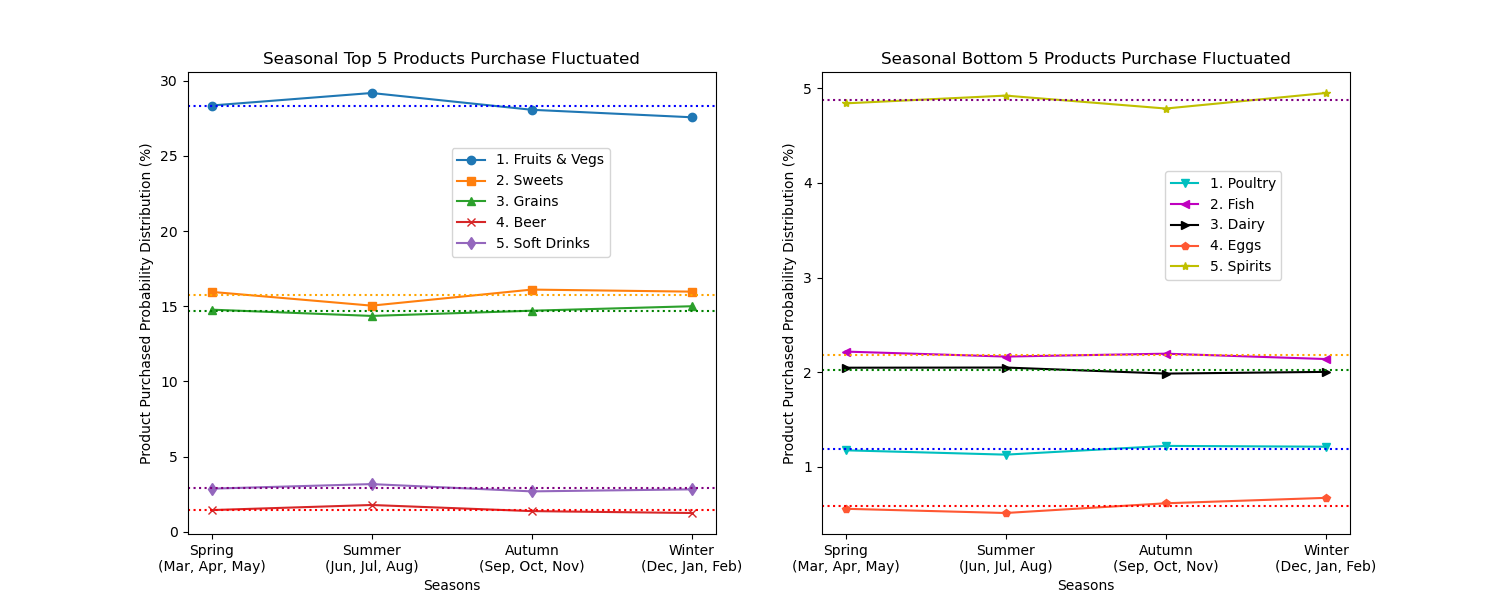 Seasonal Top 5 Products Purchase Fluctuated
Product Purchased Probability Distribution (%)
30
25
20
15
10
5
0
1. Fruits & Vegs
2. Sweets
3. Grains
4. Beer
5. Soft Drinks
Spring
(Mar, Apr, May)
Summer
(Jun, Jul, Aug)
Autumn
(Sep, Oct, Nov)
Winter
(Dec, Jan, Feb)
Seasons
Seasonal Bottom 5 Products Purchase Fluctuated
Product Purchased Probability Distribution (%)
5
4
3
2
1
1. Poultry
2. Fish
3. Dairy
4. Eggs
5. Spirits
Spring
(Mar, Apr, May)
Summer
(Jun, Jul, Aug)
Autumn
(Sep, Oct, Nov)
Winter
(Dec, Jan, Feb)
Seasons